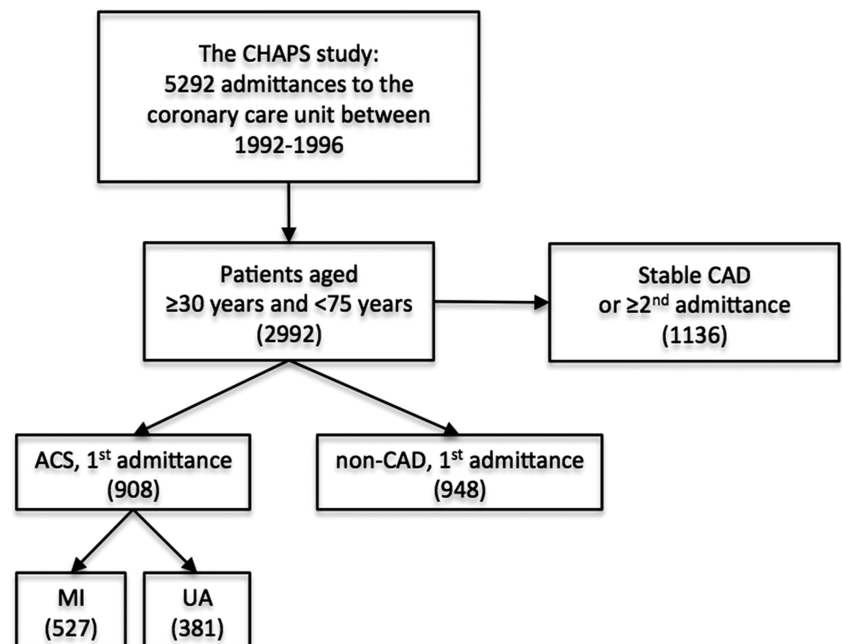 The CHAPS study:
5292 admittances to the
coronary care unit between
1992-1996
Patients aged
≥30 years and <75 years
(2992)
Stable CAD
or ≥2nd admittance
(1136)
ACS, 1st admittance
(908)
non-CAD, 1st admittance
(948)
MI
(527)
UA
(381)